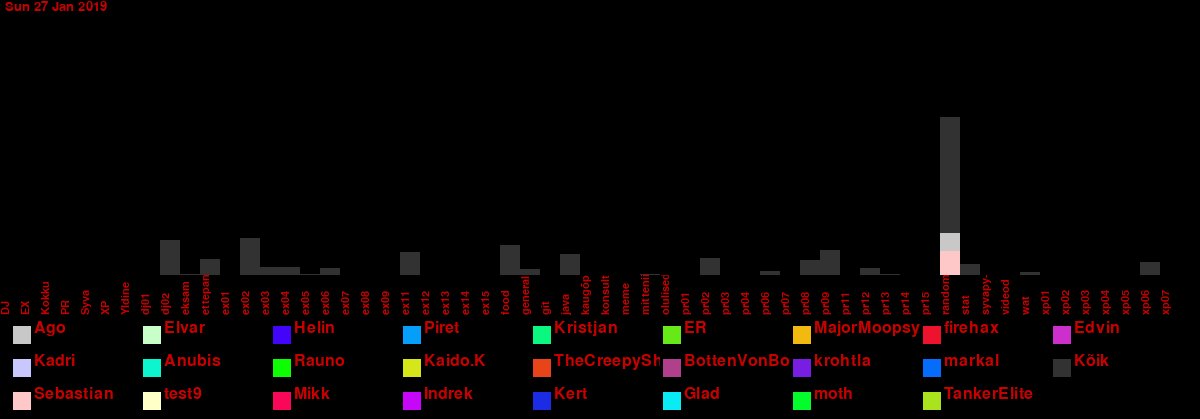 Sun 27 Jan 2019
DJ EX Kokku PR Syva XP Yldine dj01 dj02 eksam ettepan ex01 ex02 ex03 ex04 ex05 ex06 ex07 ex08 ex09 ex11 ex12 ex13 ex14 ex15 food general git java kaugõp konsult meme mitteni olulised pr01 pr02 pr03 pr04 pr06 pr07 pr08 pr09 pr11 pr12 pr13 pr14 pr15 random stat syvapy- videod wat xp01 xp02 xp03 xp04 xp05 xp06 xp07
Ago Elvar Helin Piret Kristjan ER MajorMoopsy firehax Edvin
Kadri Anubis Rauno Kaido.K TheCreepySh BottenVonBo krohtla markal Kõik
Sebastian test9 Mikk Indrek Kert Glad moth TankerElite